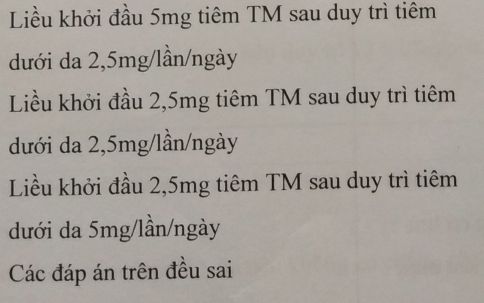 Liều khởi đầu 5mg tiêm TM sau duy trì tiêm
dưới da 2,5mg/lần/ngày
Liều khởi đầu 2,5mg tiêm TM sau duy trì tiêm
dưới da 2,5mg/lần/ngày
Liều khởi đầu 2,5mg tiêm TM sau duy trì tiêm
dưới da 5mg/lần/ngày
Các đáp án trên đều sai